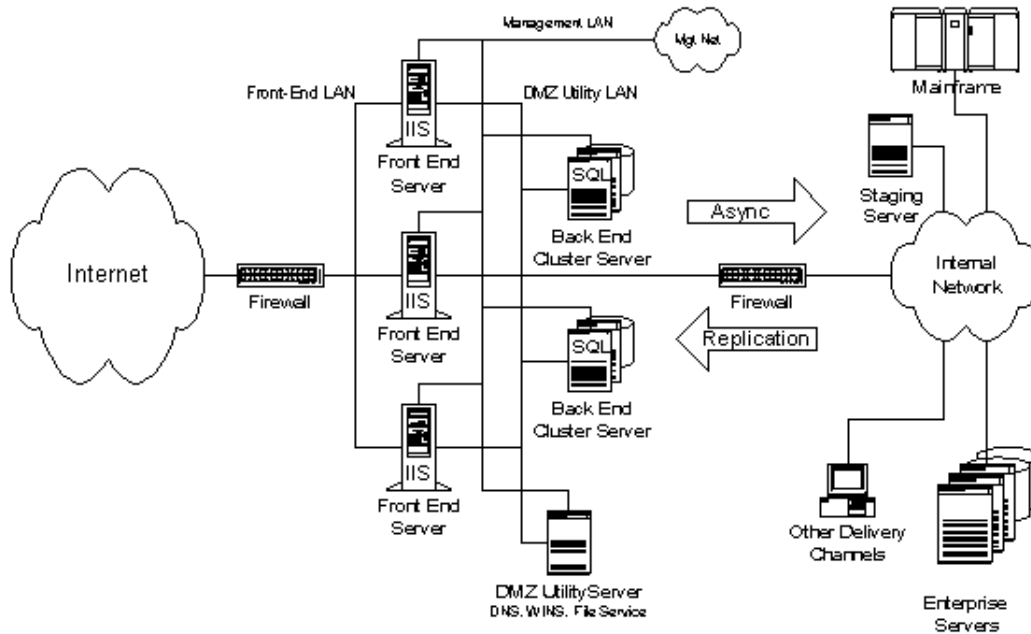 Management LAN
Mgt. Net
Mainframe
Front-End LAN
DMZ Utility LAN
IIS
Front End
Server
SQL
Back End
Cluster Server
Async
Staging
Server
Internet
Firewall
IIS
Front End
Server
Firewall
Internal
Network
SQL
Back End
Cluster Server
Replication
IIS
Front End
Server
DMZ Utility Server
DNS, WINS, File Service
Other Delivery
Channels
Enterprise
Servers